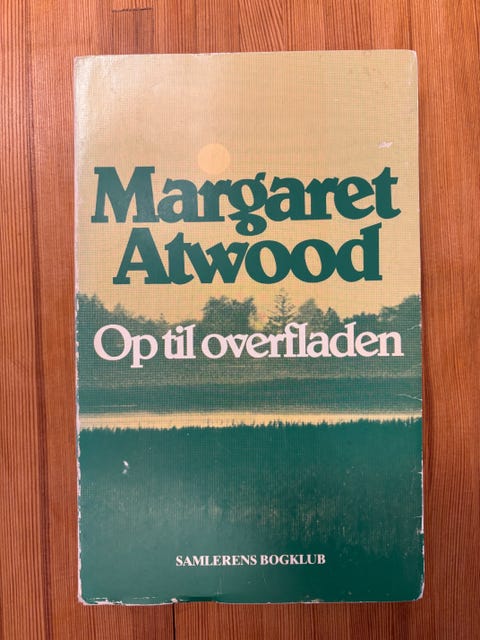 Margaret
Atwood
Op til overfladen
SAMLERENS BOGKLUB